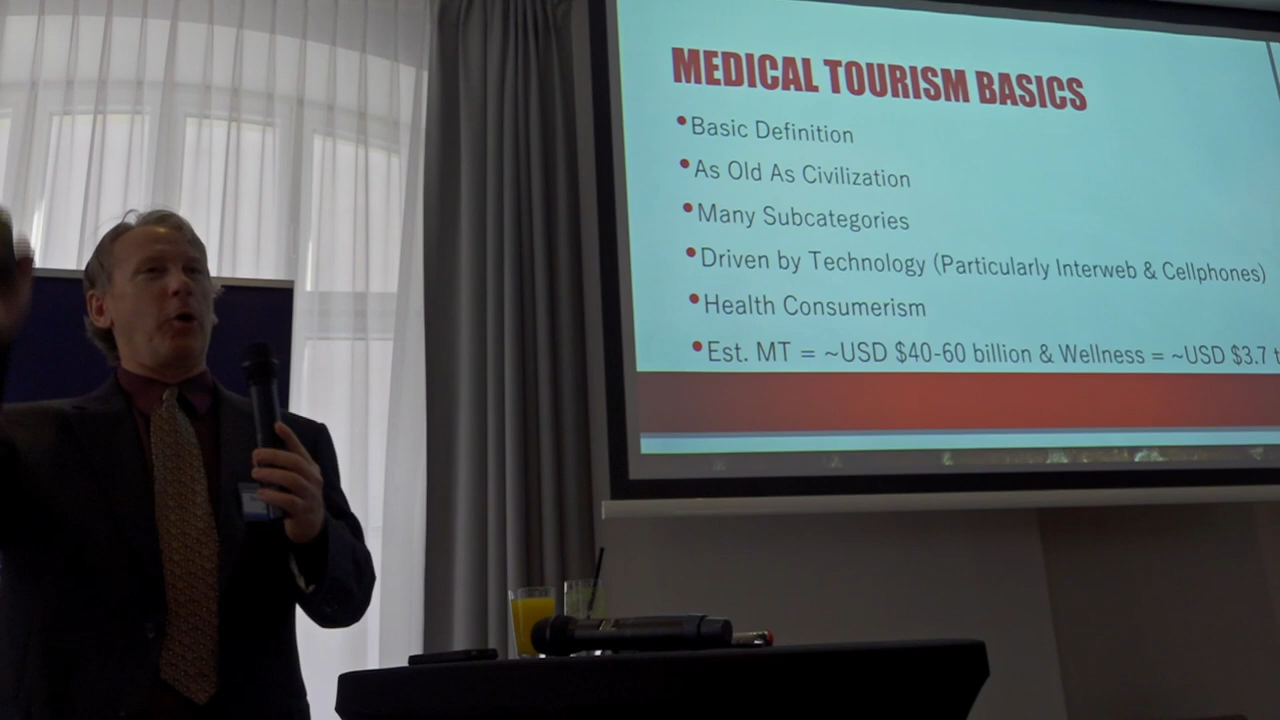 MEDICAL TOURISM BASICS
•Basic Definition
•As Old As Civilization
•Many Subcategories
•Driven by Technology (Particularly Interweb & Cellphones)
•Health Consumerism
•Est. MT = ~USD $40-60 billion & Wellness = ~USD $3.7 t